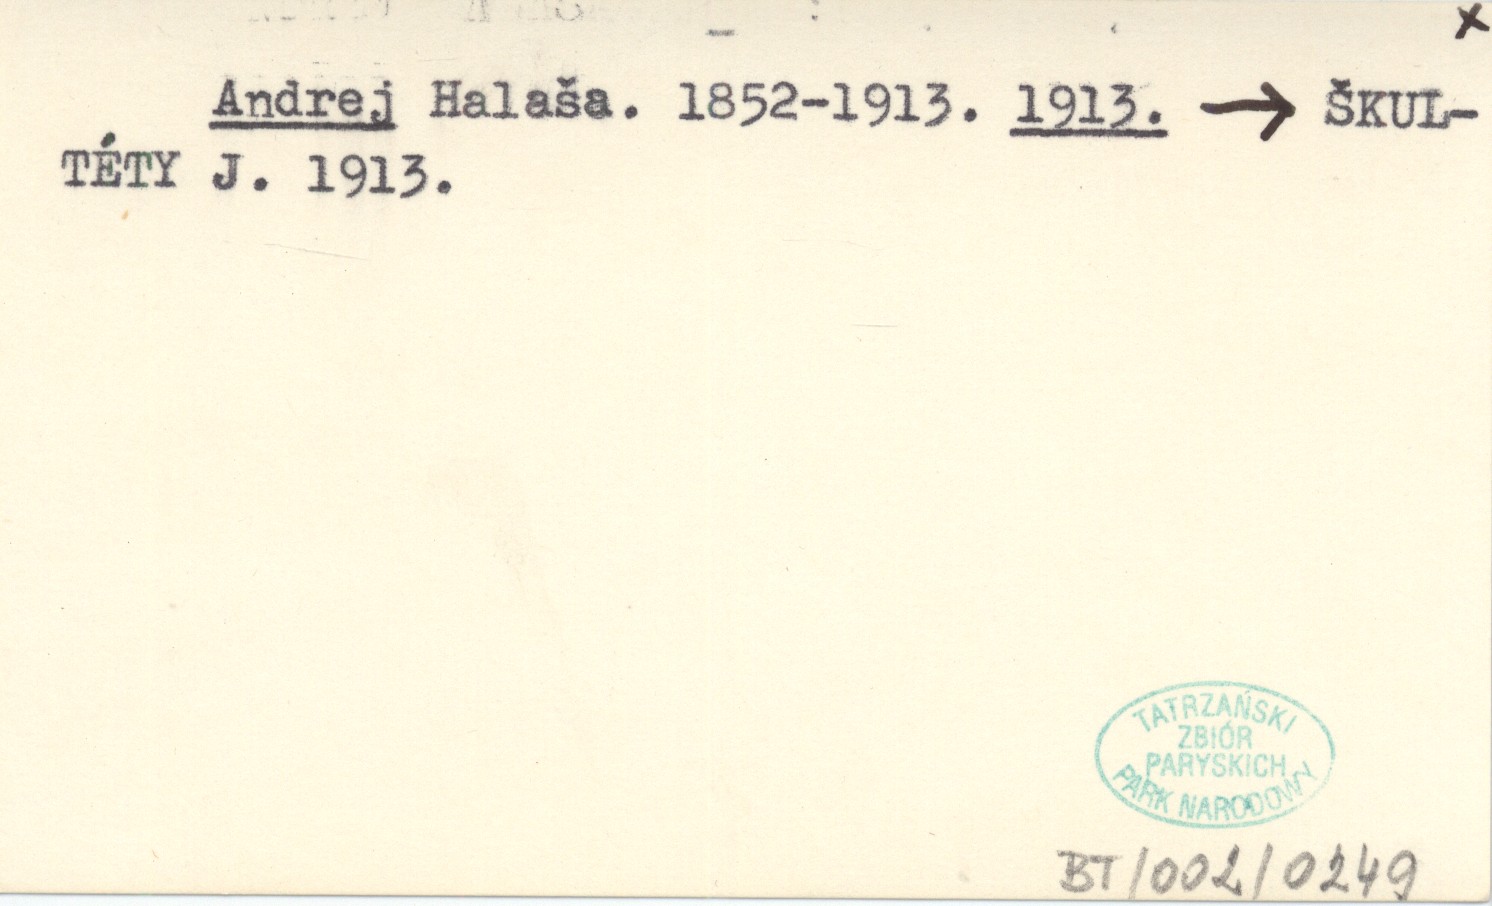 x
Andrej Halaša. 1852-1913. 1913. → ŠKUL-
TÉTY J. 1913.
TATRZAŃSKI
ZBIÓR
PARYSKICH
PARK NARODOWY
BT/002/0249